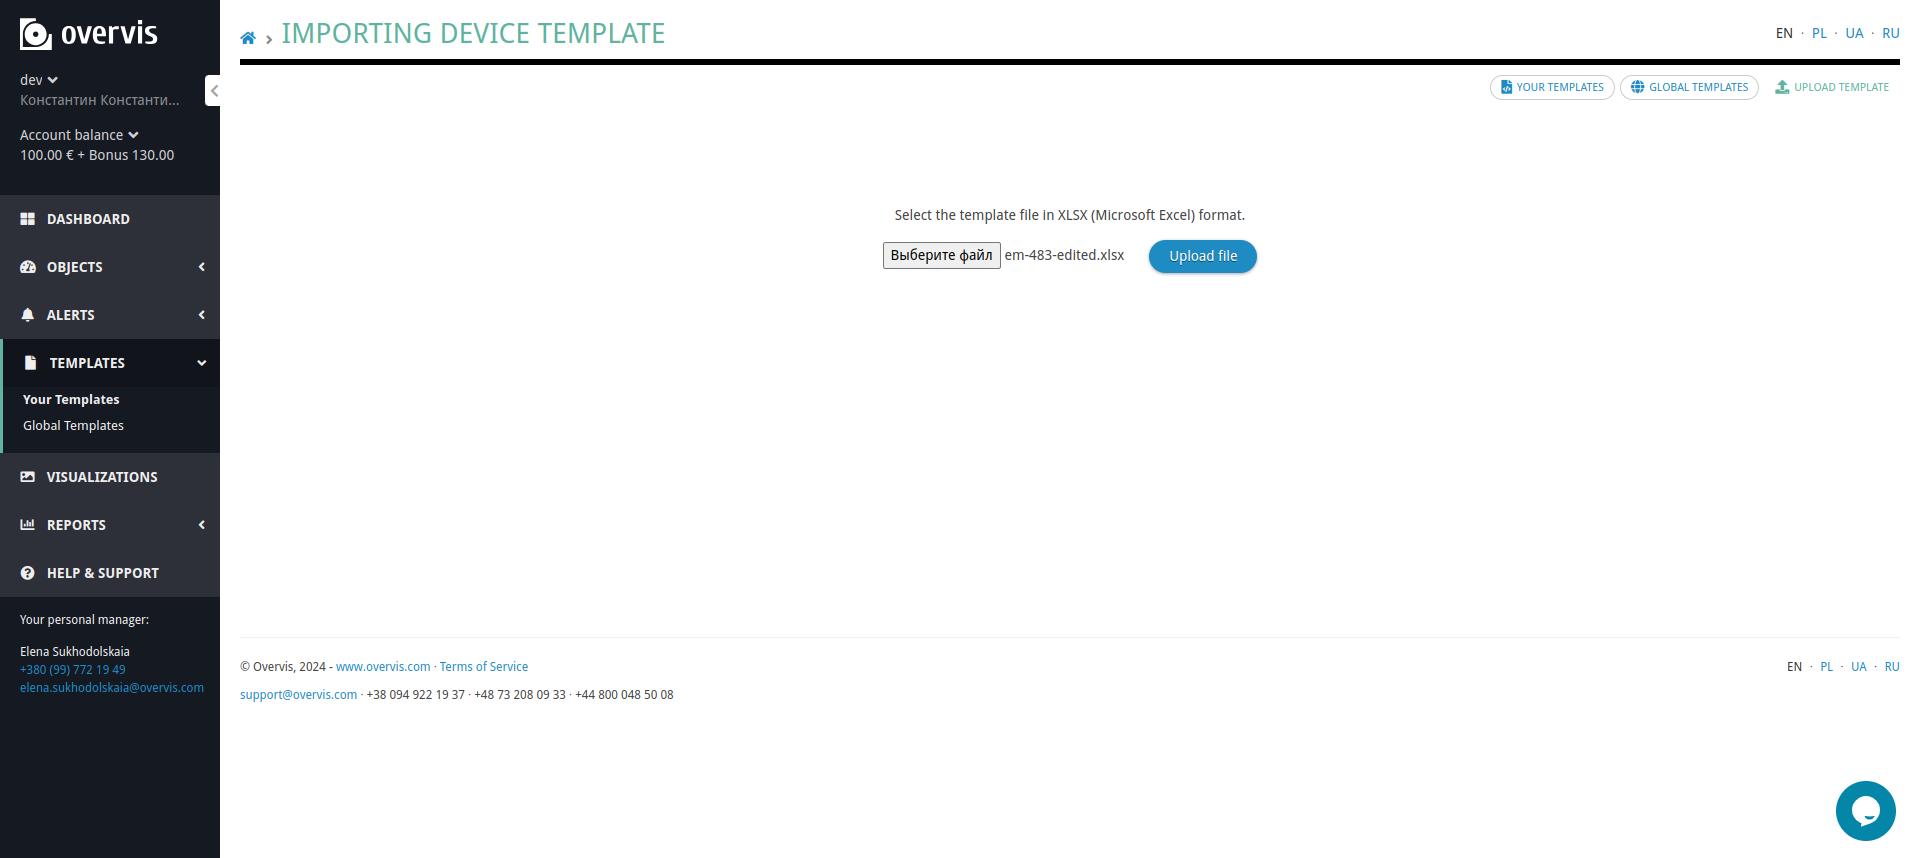 overvis
dev
Константин Константи...
Account balance
100.00 € + Bonus 130.00
DASHBOARD
OBJECTS
ALERTS
TEMPLATES
Your Templates
Global Templates
VISUALIZATIONS
REPORTS
HELP & SUPPORT
Your personal manager:
Elena Sukhodolskaia
+380 (99) 772 19 49
elena.sukhodolskaia@overvis.com
IMPORTING DEVICE TEMPLATE
EN · PL · UA · RU
YOUR TEMPLATES GLOBAL TEMPLATES UPLOAD TEMPLATE
Select the template file in XLSX (Microsoft Excel) format.
Выберите файл em-483-edited.xlsx Upload file
© Overvis, 2024 - www.overvis.com · Terms of Service
EN · PL · UA · RU
support@overvis.com · +38 094 922 19 37 · +48 73 208 09 33 · +44 800 048 50 08